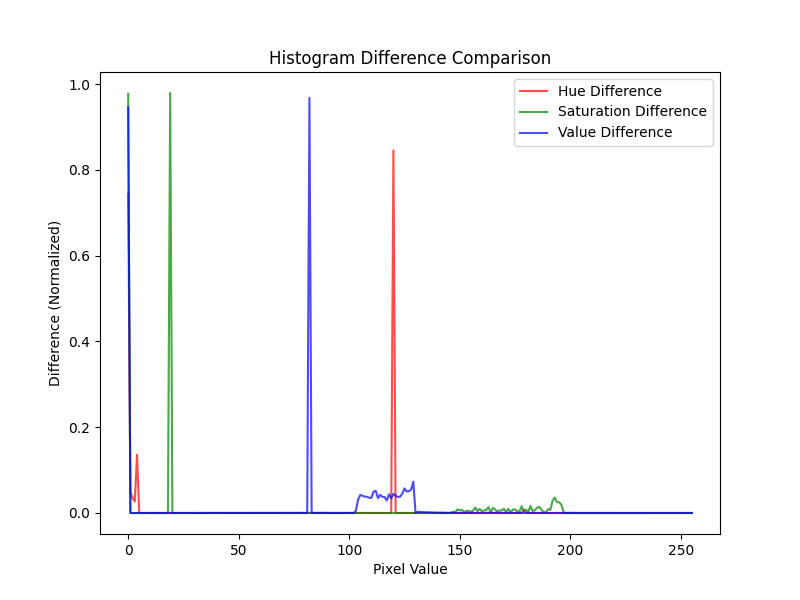 Histogram Difference Comparison
Hue Difference
Saturation Difference
Value Difference
1.0
0.8
0.6
0.4
0.2
0.0
Difference (Normalized)
0 50 100 150 200 250
Pixel Value